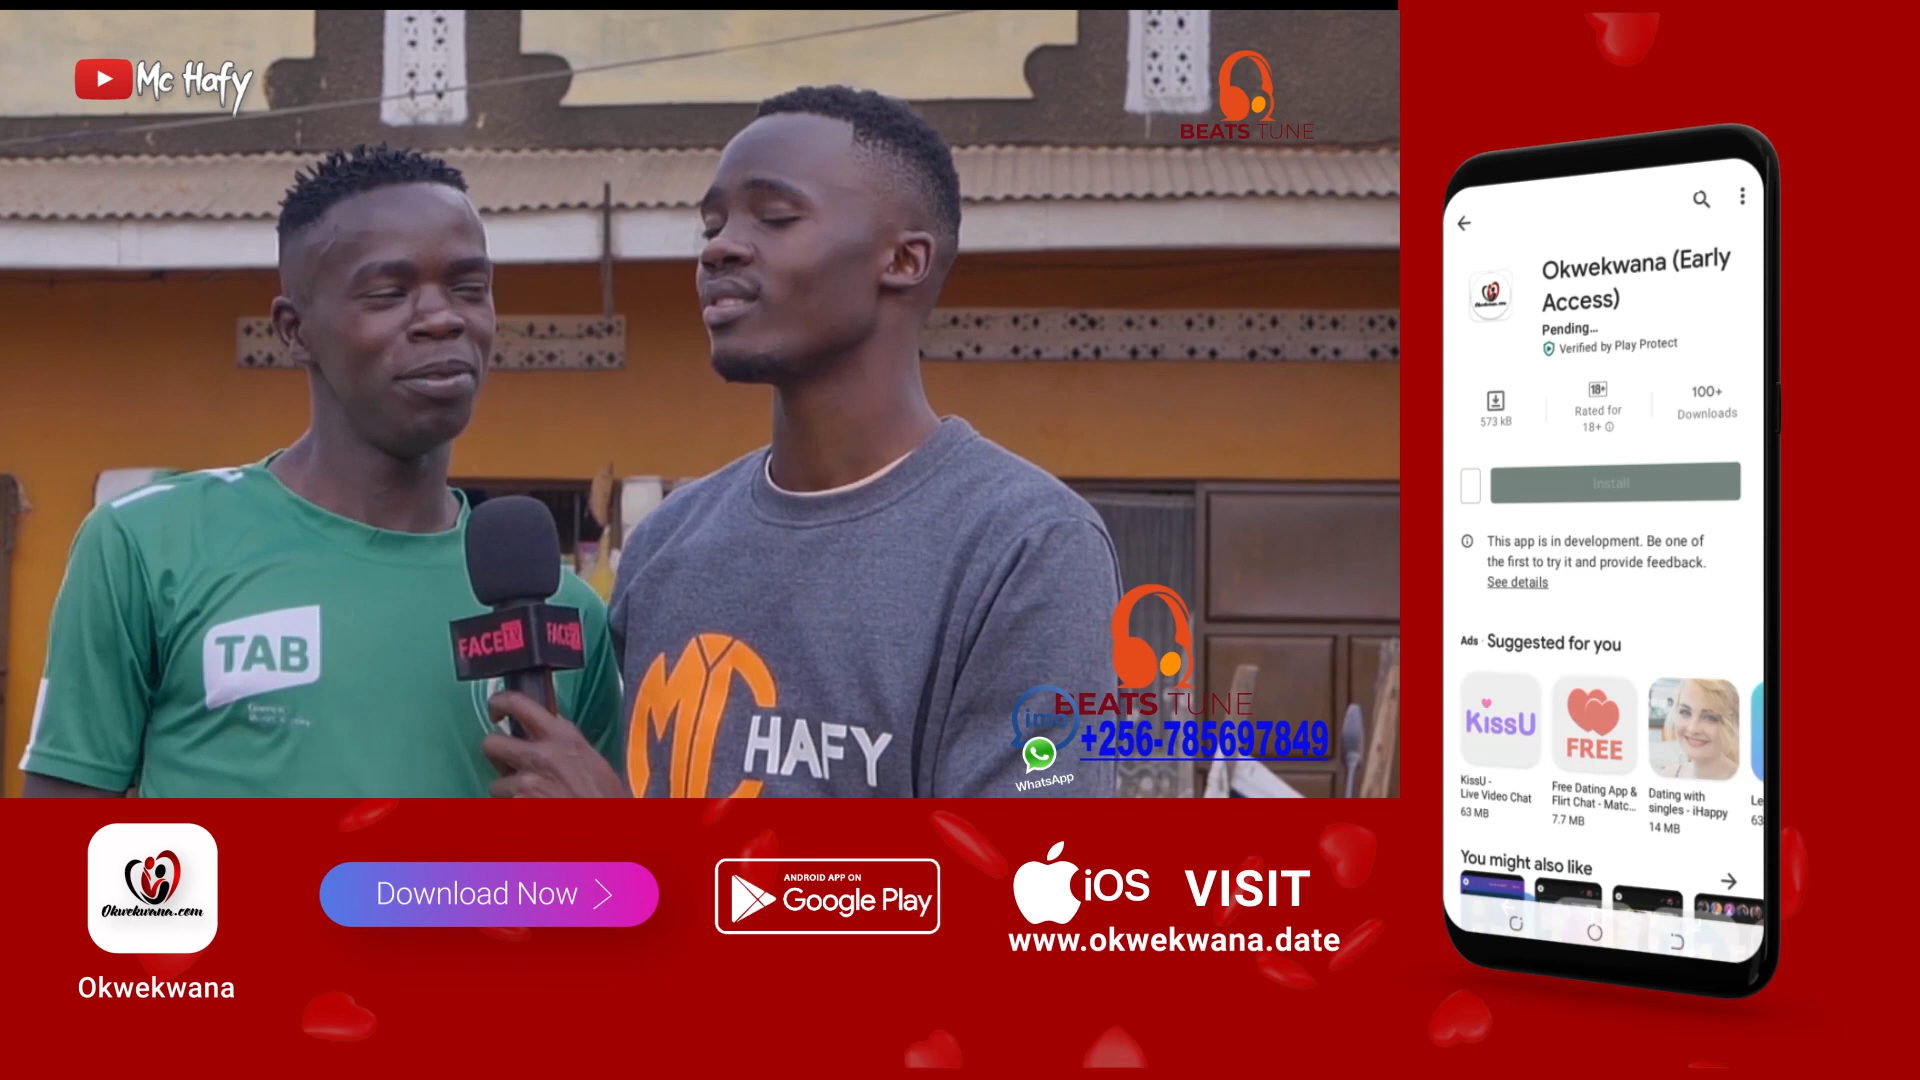 Mc Hafy
BEATS TUNE
TAB
FACE TV
FACE
MC
HAFY
BEATS TUNE
imo
+256-785697849
WhatsApp
Okwekwana (Early
Access)
Pending...
Verified by Play Protect
573 kB
18+
Rated for
18+
100+
Downloads
Install
This app is in development. Be one of
the first to try it and provide feedback.
See details
Ads · Suggested for you
KissU
FREE
KissU -
Live Video Chat
63 MB
Free Dating App &
Flirt Chat - Matc...
7.7 MB
Dating with
singles - iHappy
14 MB
Le
63
You might also like
Okwekwana.com
Okwekwana
Download Now
ANDROID APP ON
Google Play
iOS VISIT
www.okwekwana.date